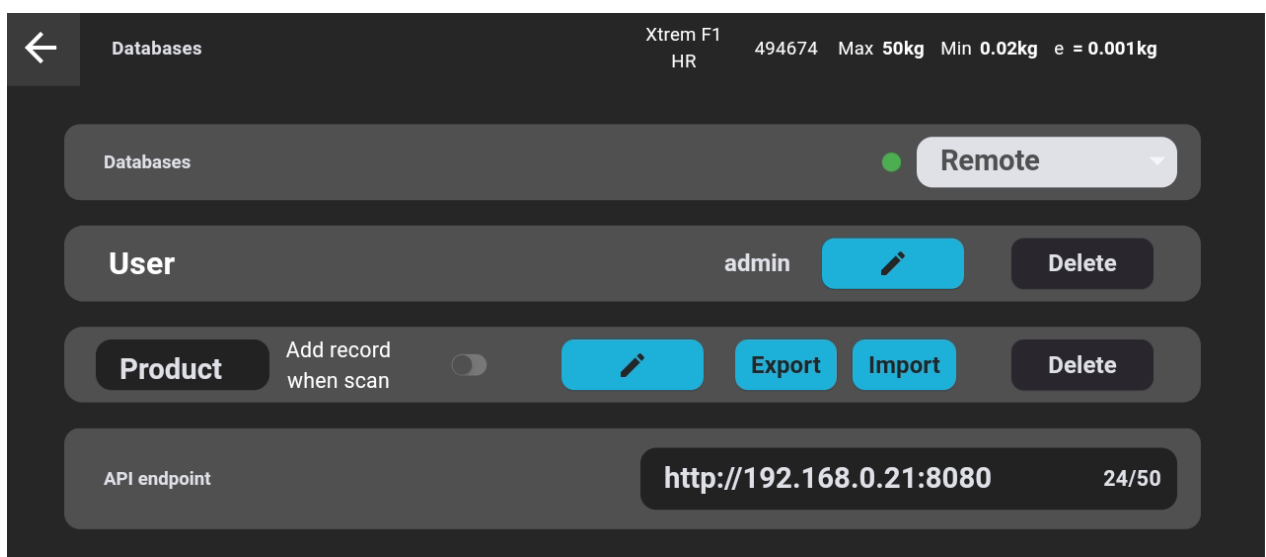 Databases
Xtrem F1
HR
494674 Max 50kg Min 0.02kg e = 0.001kg
Databases
Remote
User
admin
Delete
Product
Add record
when scan
Export
Import
Delete
API endpoint
http://192.168.0.21:8080
24/50